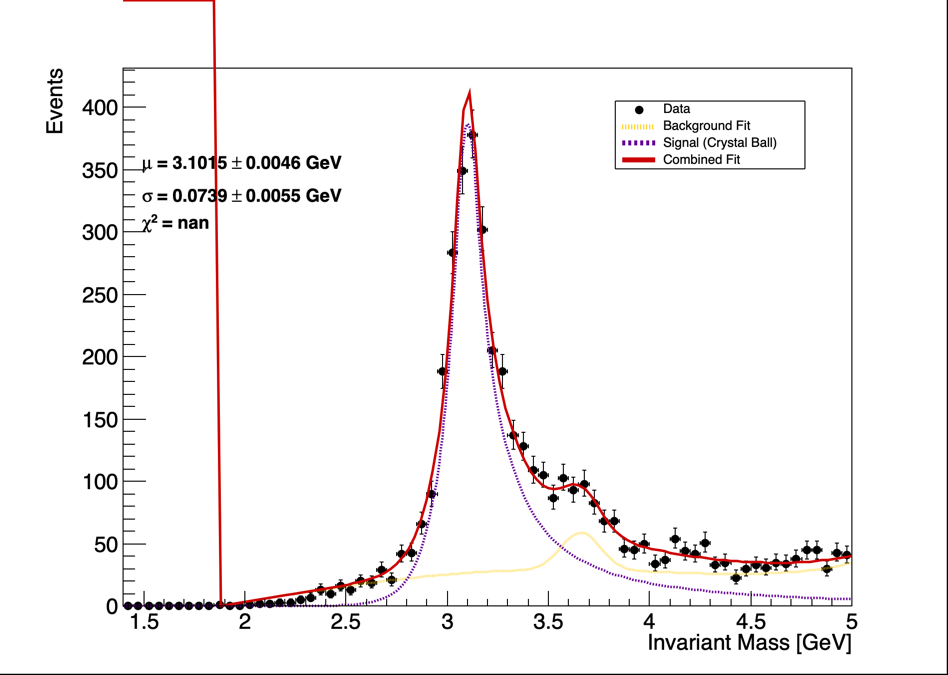 Events
400
350
300
250
200
150
100
50
0
μ = 3.1015 ± 0.0046 GeV
σ = 0.0739 ± 0.0055 GeV
χ² = nan
Data
Background Fit
Signal (Crystal Ball)
Combined Fit
1.5 2 2.5 3 3.5 4 4.5 5
Invariant Mass [GeV]